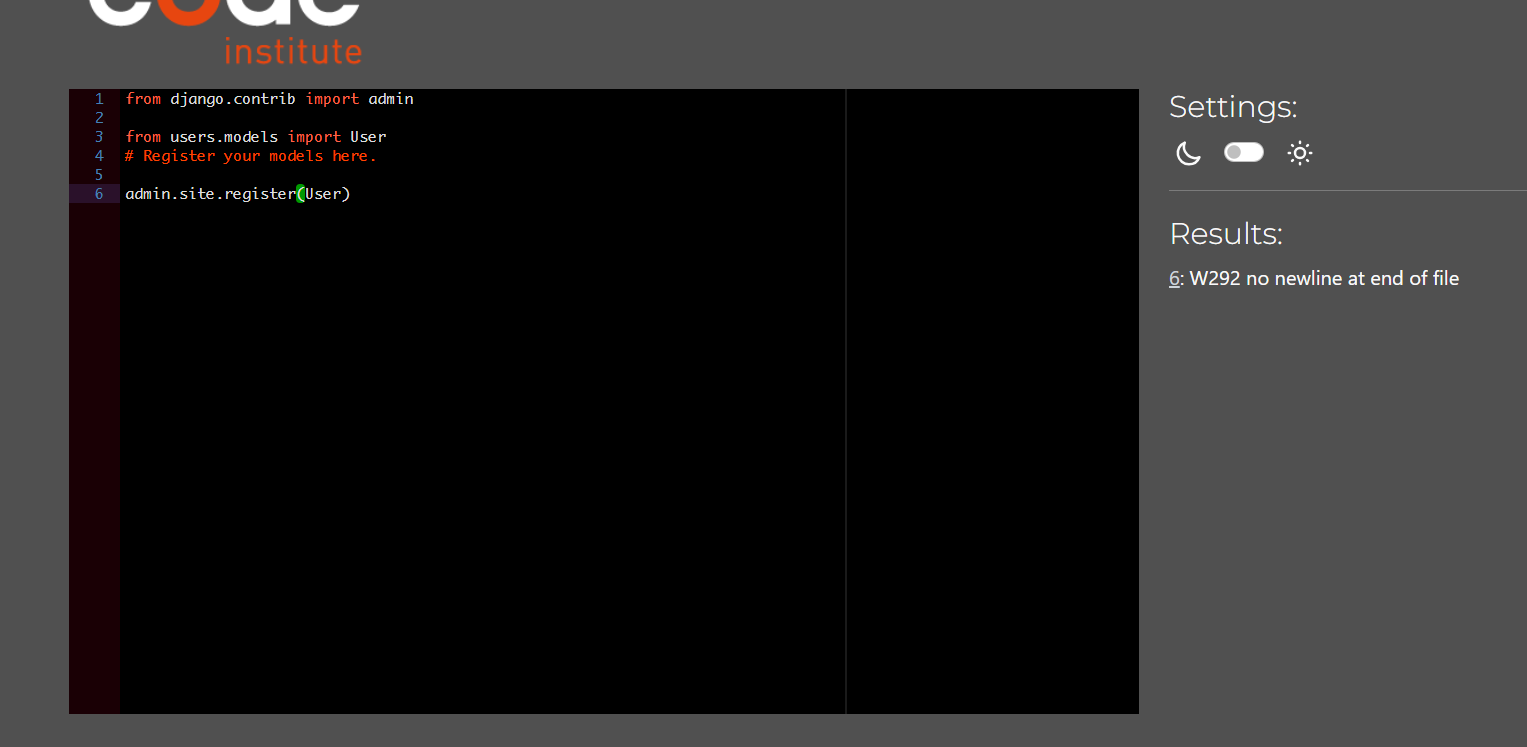 institute
1 from django.contrib import admin
2
3 from users.models import User
4 # Register your models here.
5
6 admin.site.register(User)
Settings:
Results:
6: W292 no newline at end of file